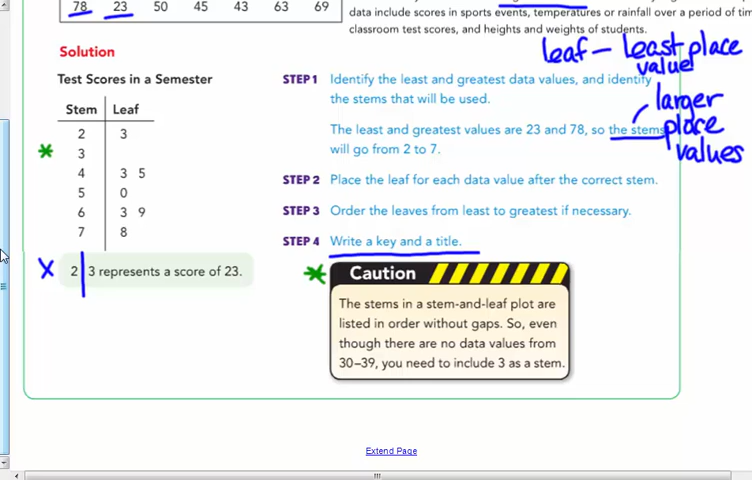 78 23 50 45 43 63 69
data include scores in sports events, temperatures or rainfall over a period of tim
classroom test scores, and heights and weights of students.
leaf - Least place
value
Solution
Test Scores in a Semester
Stem Leaf
2 3
3
4 3 5
5 0
6 3 9
7 8
X 2|3 represents a score of 23.
STEP 1 Identify the least and greatest data values, and identify
the stems that will be used.
larger
place
values
The least and greatest values are 23 and 78, so the stems
will go from 2 to 7.
STEP 2 Place the leaf for each data value after the correct stem.
STEP 3 Order the leaves from least to greatest if necessary.
STEP 4 Write a key and a title.
Caution
The stems in a stem-and-leaf plot are
listed in order without gaps. So, even
though there are no data values from
30–39, you need to include 3 as a stem.
Extend Page